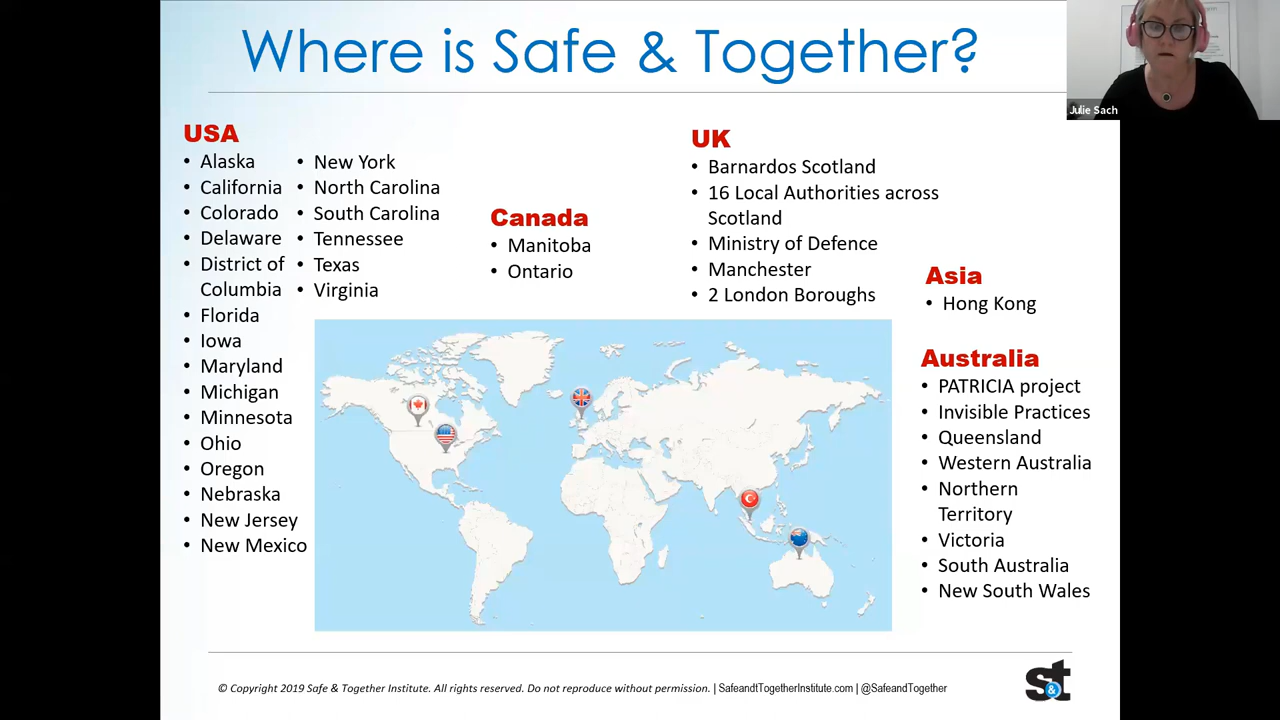 Where is Safe & Together?
Julie Sach
USA
• Alaska
• California
• Colorado
• Delaware
• District of
Columbia
• Florida
• Iowa
• Maryland
• Michigan
• Minnesota
• Ohio
• Oregon
• Nebraska
• New Jersey
• New Mexico
• New York
• North Carolina
• South Carolina
• Tennessee
• Texas
• Virginia
Canada
• Manitoba
• Ontario
UK
• Barnardos Scotland
• 16 Local Authorities across
Scotland
• Ministry of Defence
• Manchester
• 2 London Boroughs
Asia
• Hong Kong
Australia
• PATRICIA project
• Invisible Practices
• Queensland
• Western Australia
• Northern
Territory
• Victoria
• South Australia
• New South Wales
© Copyright 2019 Safe & Together Institute. All rights reserved. Do not reproduce without permission. | SafeandtTogetherInstitute.com | @SafeandTogether
s&t